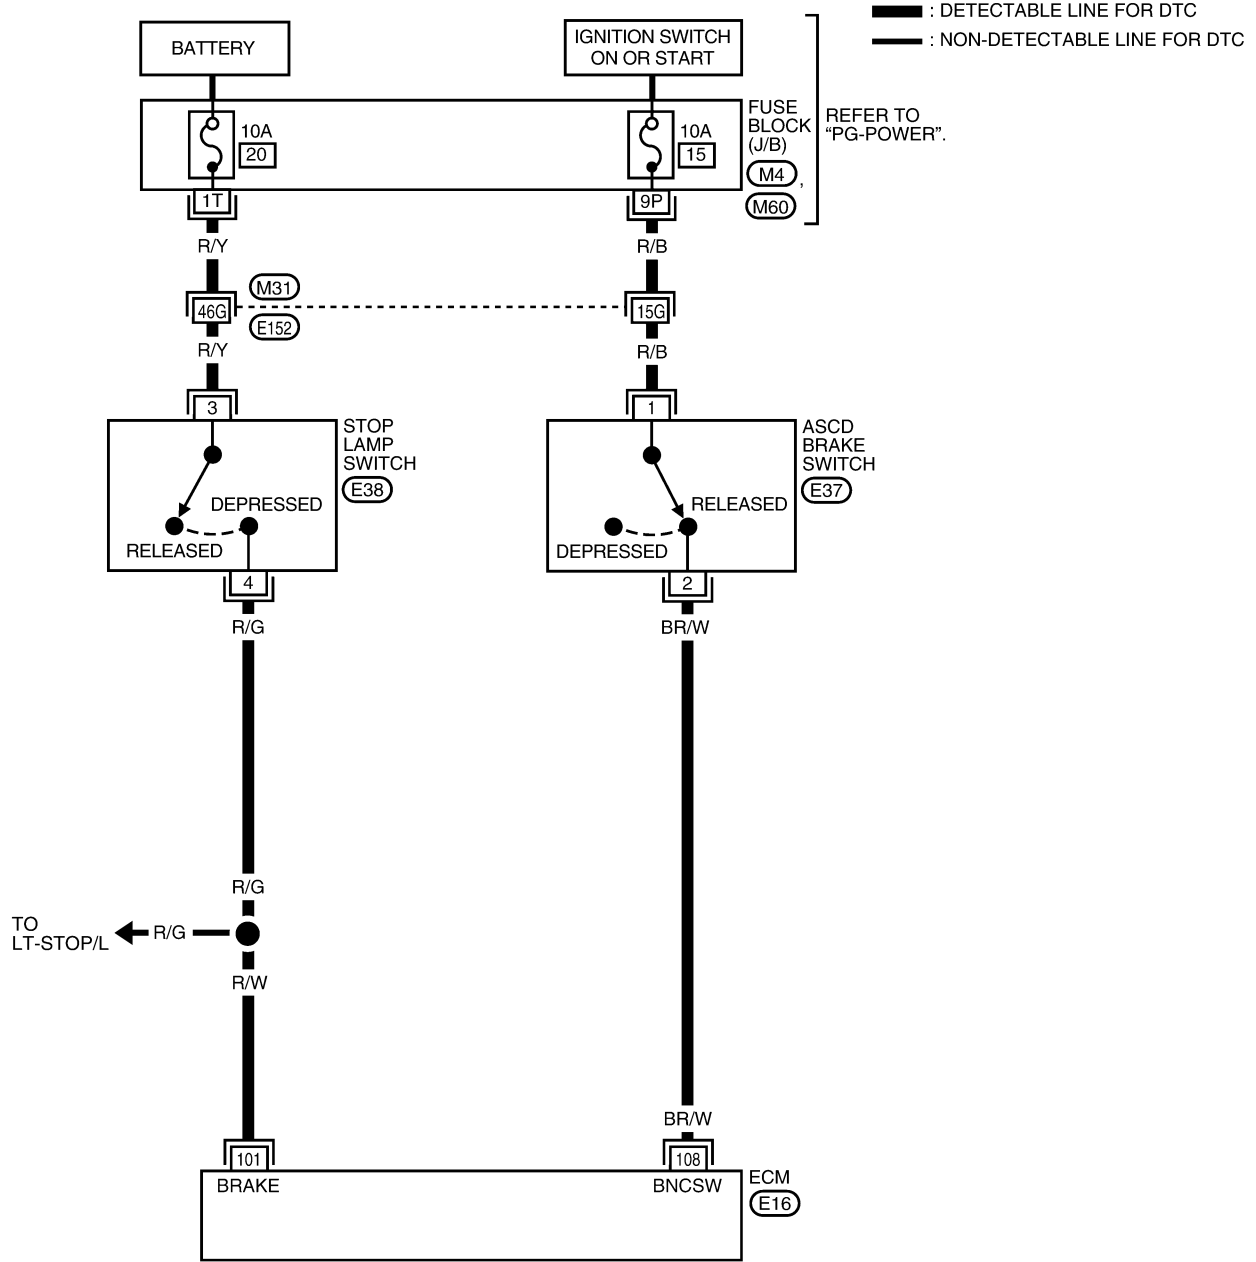 : DETECTABLE LINE FOR DTC
: NON-DETECTABLE LINE FOR DTC
BATTERY
IGNITION SWITCH
ON OR START
10A
20
10A
15
FUSE
BLOCK
(J/B)
M4
,
M60
REFER TO
“PG-POWER”.
1T
9P
R/Y
R/B
M31
46G
15G
E152
R/Y
R/B
3
1
STOP
LAMP
SWITCH
E38
DEPRESSED
RELEASED
ASCD
BRAKE
SWITCH
E37
RELEASED
DEPRESSED
4
2
R/G
BR/W
R/G
TO
LT-STOP/L
R/G
R/W
BR/W
101
108
BRAKE
BNCSW
ECM
E16